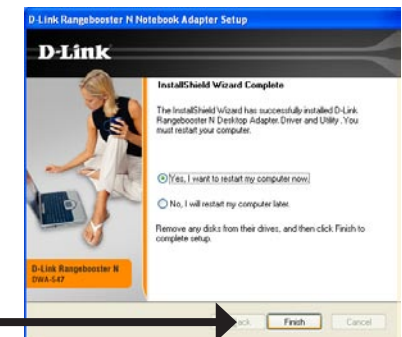 D-Link Rangebooster N Notebook Adapter Setup
D-Link
InstallShield Wizard Complete
The InstallShield Wizard has successfully installed D-Link
Rangebooster N Desktop Adapter. Driver and Utility. You
must restart your computer.
Yes, I want to restart my computer now.
No, I will restart my computer later.
Remove any disks from their drives, and then click Finish to
complete setup.
D-Link Rangebooster N
DWA-547
ack Finish Cancel